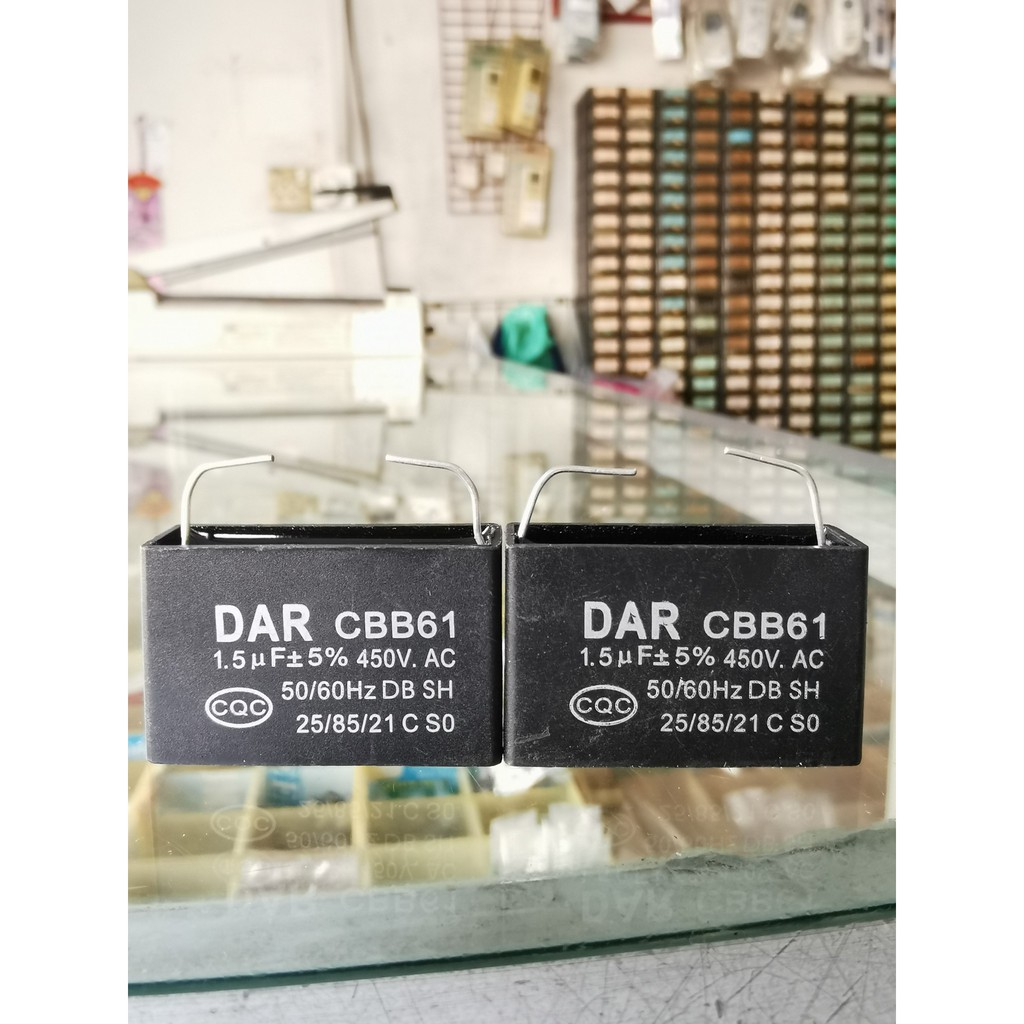 DAR CBB61
1.5µF±5% 450V. AC
50/60Hz DB SH
CQC
25/85/21 C S0
DAR CBB61
1.5µF±5% 450V. AC
50/60Hz DB SH
CQC
25/85/21 C S0